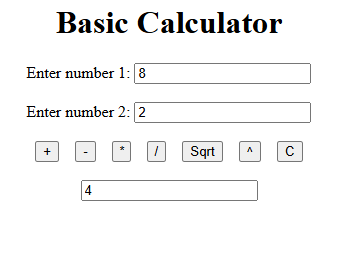 Basic Calculator
Enter number 1: 8
Enter number 2: 2
+ - * / Sqrt ^ C
4